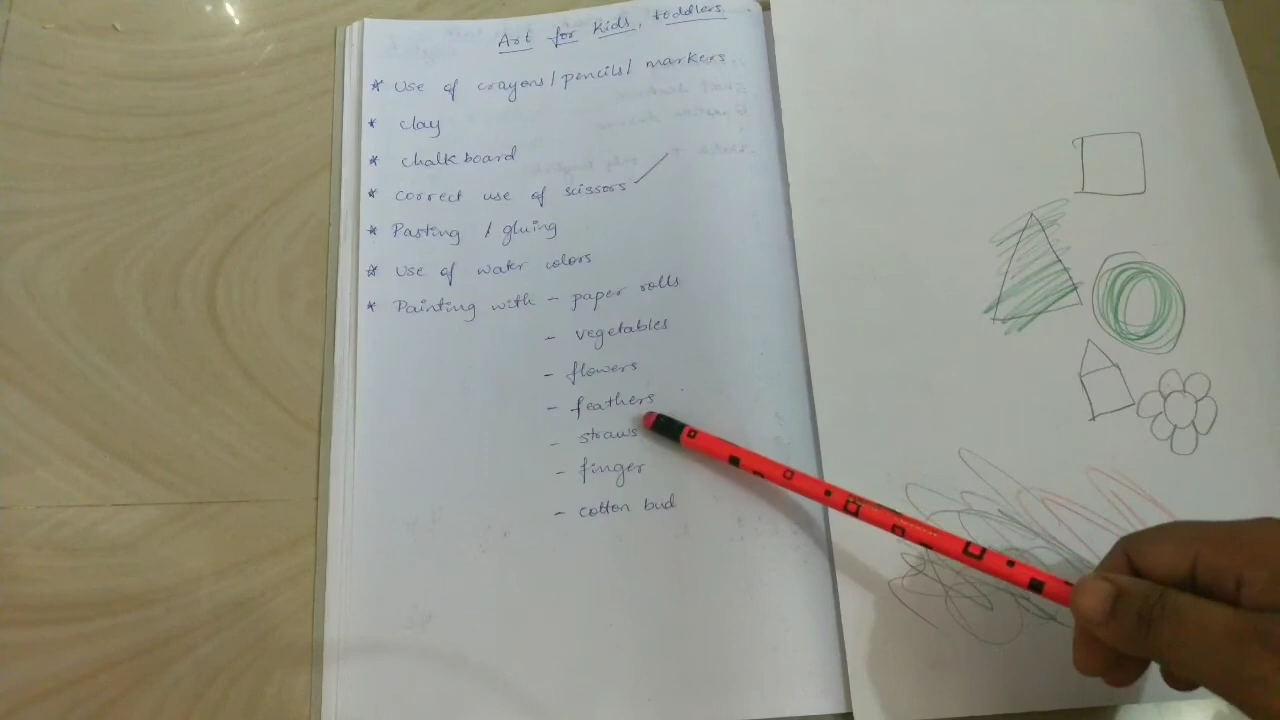 Art for Kids, toddlers
* Use of crayons/pencils/ markers
* clay
* chalk board
* correct use of scissors
* Pasting / gluing
* Use of water colors
* Painting with - paper rolls
- vegetables
- flowers
- feathers
- straws
- finger
- cotton bud